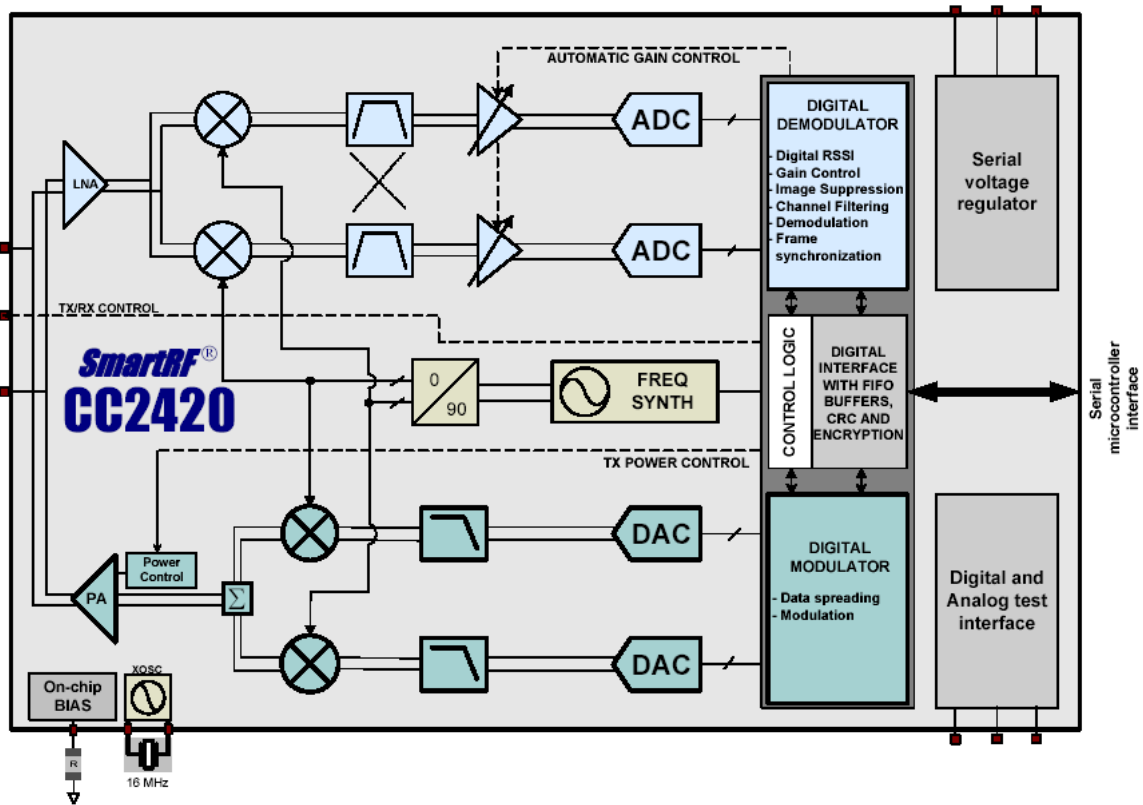 AUTOMATIC GAIN CONTROL
LNA
ADC
ADC
DIGITAL
DEMODULATOR
- Digital RSSI
- Gain Control
- Image Suppression
- Channel Filtering
- Demodulation
- Frame
synchronization
Serial
voltage
regulator
TX/RX CONTROL
SmartRF®
CC2420
0
90
FREQ
SYNTH
CONTROL LOGIC
DIGITAL
INTERFACE
WITH FIFO
BUFFERS,
CRC AND
ENCRYPTION
Serial
microcontroller
interface
TX POWER CONTROL
Power
Control
PA
Σ
DAC
DAC
DIGITAL
MODULATOR
- Data spreading
- Modulation
Digital and
Analog test
interface
On-chip
BIAS
XOSC
R
16 MHz